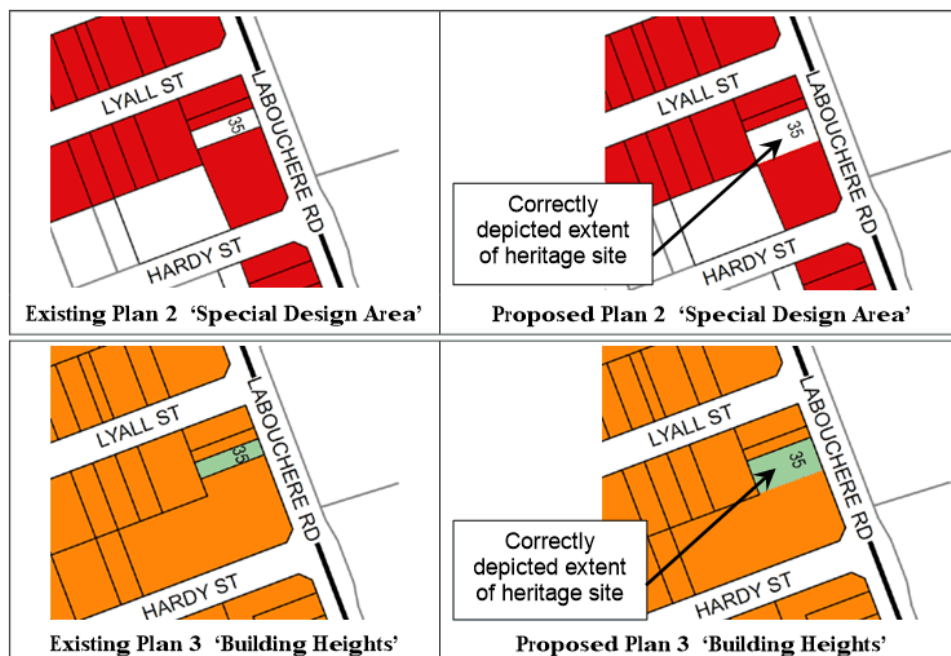 LYALL ST
LABOUCHERE RD
35
HARDY ST
Existing Plan 2 ‘Special Design Area’
LYALL ST
LABOUCHERE RD
35
Correctly
depicted extent
of heritage site
HARDY ST
Proposed Plan 2 ‘Special Design Area’
LYALL ST
LABOUCHERE RD
35
HARDY ST
Existing Plan 3 ‘Building Heights’
LYALL ST
LABOUCHERE RD
35
Correctly
depicted extent
of heritage site
HARDY ST
Proposed Plan 3 ‘Building Heights’